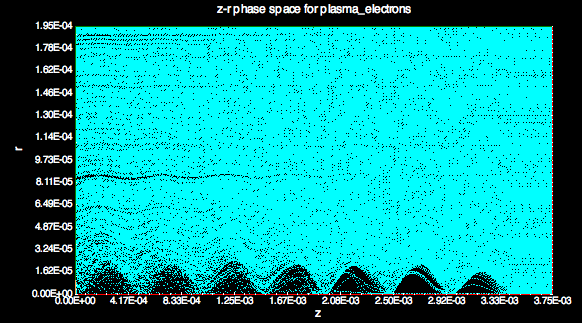 z-r phase space for plasma_electrons
1.95E-04
1.78E-04
1.62E-04
1.46E-04
1.30E-04
1.14E-04
r
9.73E-05
8.11E-05
6.49E-05
4.87E-05
3.24E-05
1.62E-05
0.00E+00
0.00E+00 4.17E-04 8.33E-04 1.25E-03 1.67E-03 2.08E-03 2.50E-03 2.92E-03 3.33E-03 3.75E-03
z